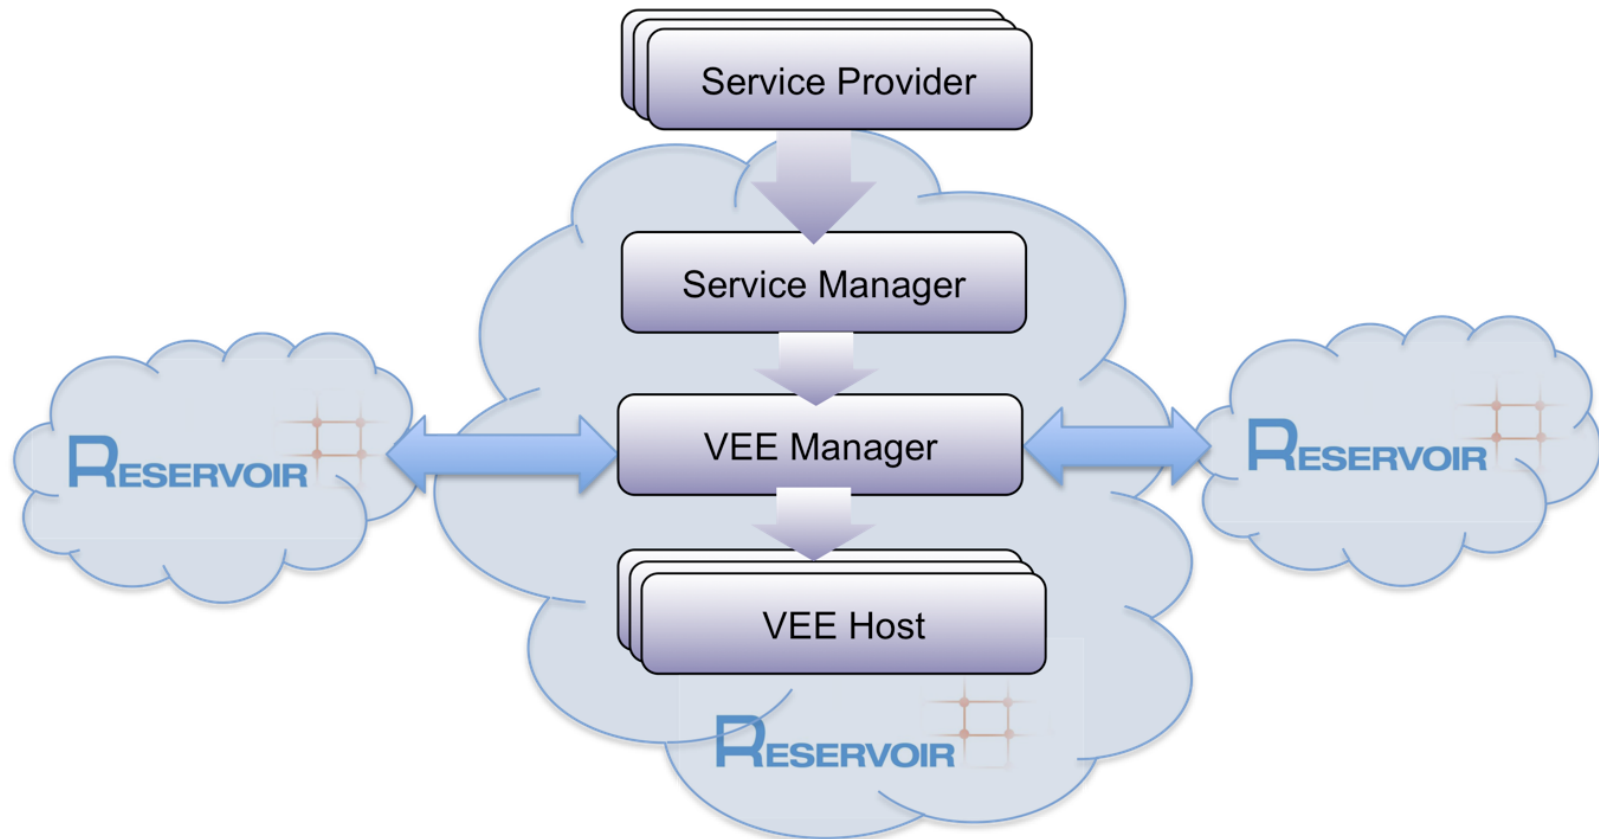 Service Provider
Service Manager
RESERVOIR
VEE Manager
RESERVOIR
VEE Host
RESERVOIR